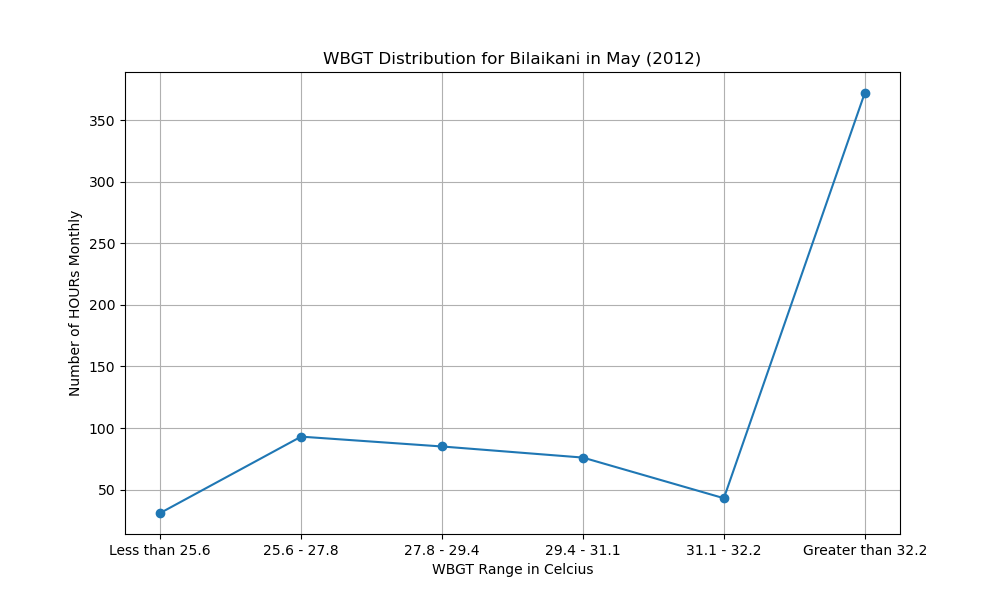 WBGT Distribution for Bilaikani in May (2012)
Number of HOURs Monthly
350
300
250
200
150
100
50
Less than 25.6
25.6 - 27.8
27.8 - 29.4
29.4 - 31.1
31.1 - 32.2
Greater than 32.2
WBGT Range in Celcius